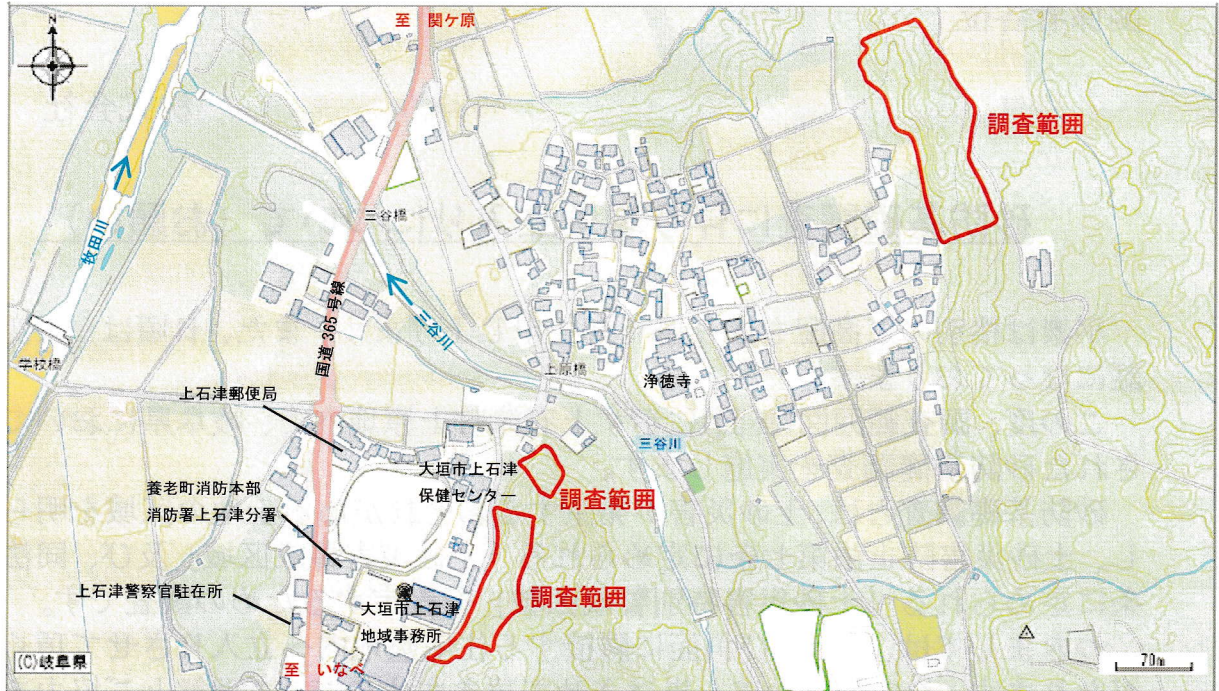 至 関ケ原
N
調査範囲
牧田川
三谷橋
国道365号線
三谷川
学校橋
上原橋
浄徳寺
上石津郵便局
三谷川
大垣市上石津
保健センター
調査範囲
養老町消防本部
消防署上石津分署
調査範囲
上石津警察官駐在所
大垣市上石津
地域事務所
(C)岐阜県
至 いなべ
70m